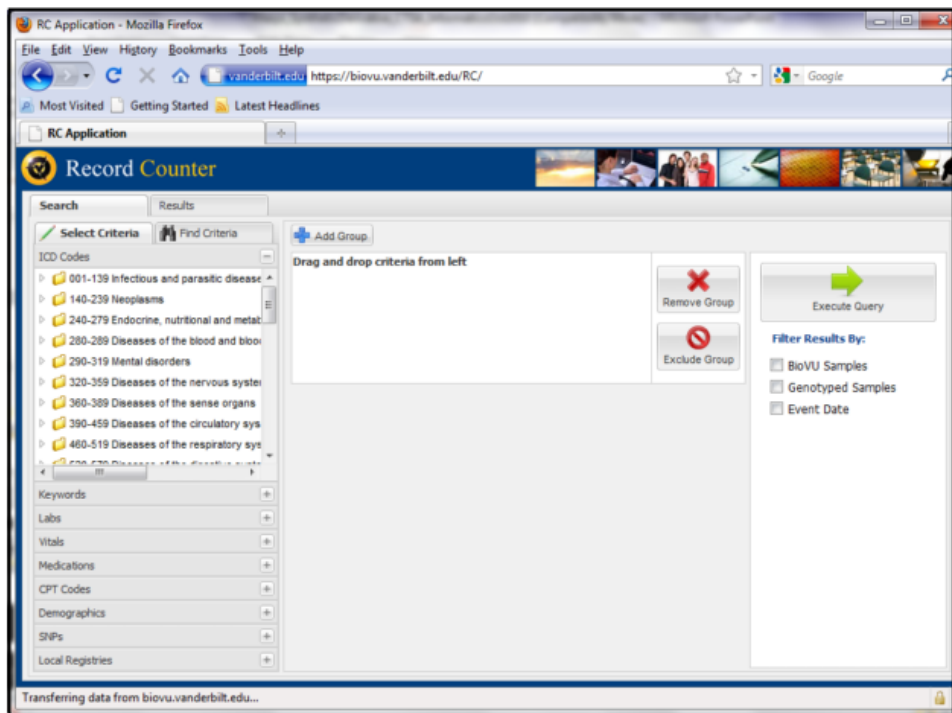 RC Application - Mozilla Firefox
File Edit View History Bookmarks Tools Help
vanderbilt.edu https://biovu.vanderbilt.edu/RC/
Google
Most Visited Getting Started Latest Headlines
RC Application
Record Counter
Search Results
Select Criteria Find Criteria
Add Group
ICD Codes
Drag and drop criteria from left
001-139 Infectious and parasitic disease
140-239 Neoplasms
240-279 Endocrine, nutritional and metab
280-289 Diseases of the blood and bloo
290-319 Mental disorders
320-359 Diseases of the nervous system
360-389 Diseases of the sense organs
390-459 Diseases of the circulatory sys
460-519 Diseases of the respiratory sys
Remove Group
Exclude Group
Execute Query
Filter Results By:
BioVU Samples
Genotyped Samples
Event Date
Keywords
Labs
Vitals
Medications
CPT Codes
Demographics
SNPs
Local Registries
Transferring data from biovu.vanderbilt.edu...